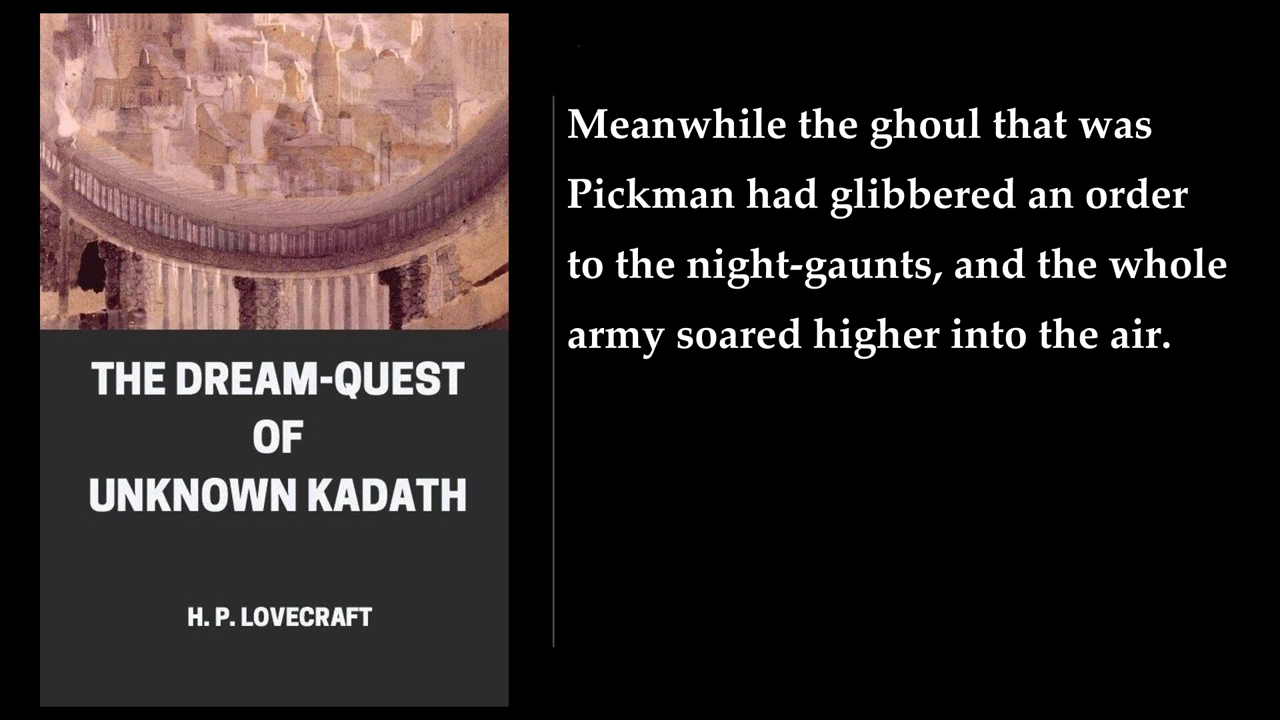 THE DREAM-QUEST
OF
UNKNOWN KADATH
H. P. LOVECRAFT
Meanwhile the ghoul that was
Pickman had glibbered an order
to the night-gaunts, and the whole
army soared higher into the air.